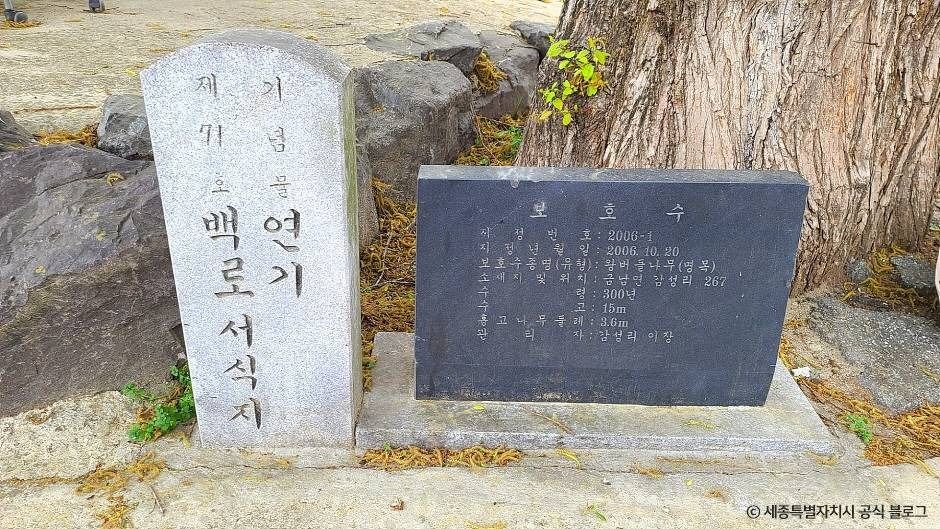 기념물 연기
제71호 백로서식지
보 호 수
지 정 번 호 : 2006-1
지정년월일 : 2006.10.20
보호수종명(유형) : 왕버들나무(명목)
소재지 및 위치 : 금남면 감성리 267
수 령 : 300년
수 고 : 15m
흉고나무둘레 : 3.6m
관 리 자 : 감성리 이장
© 세종특별자치시 공식 블로그